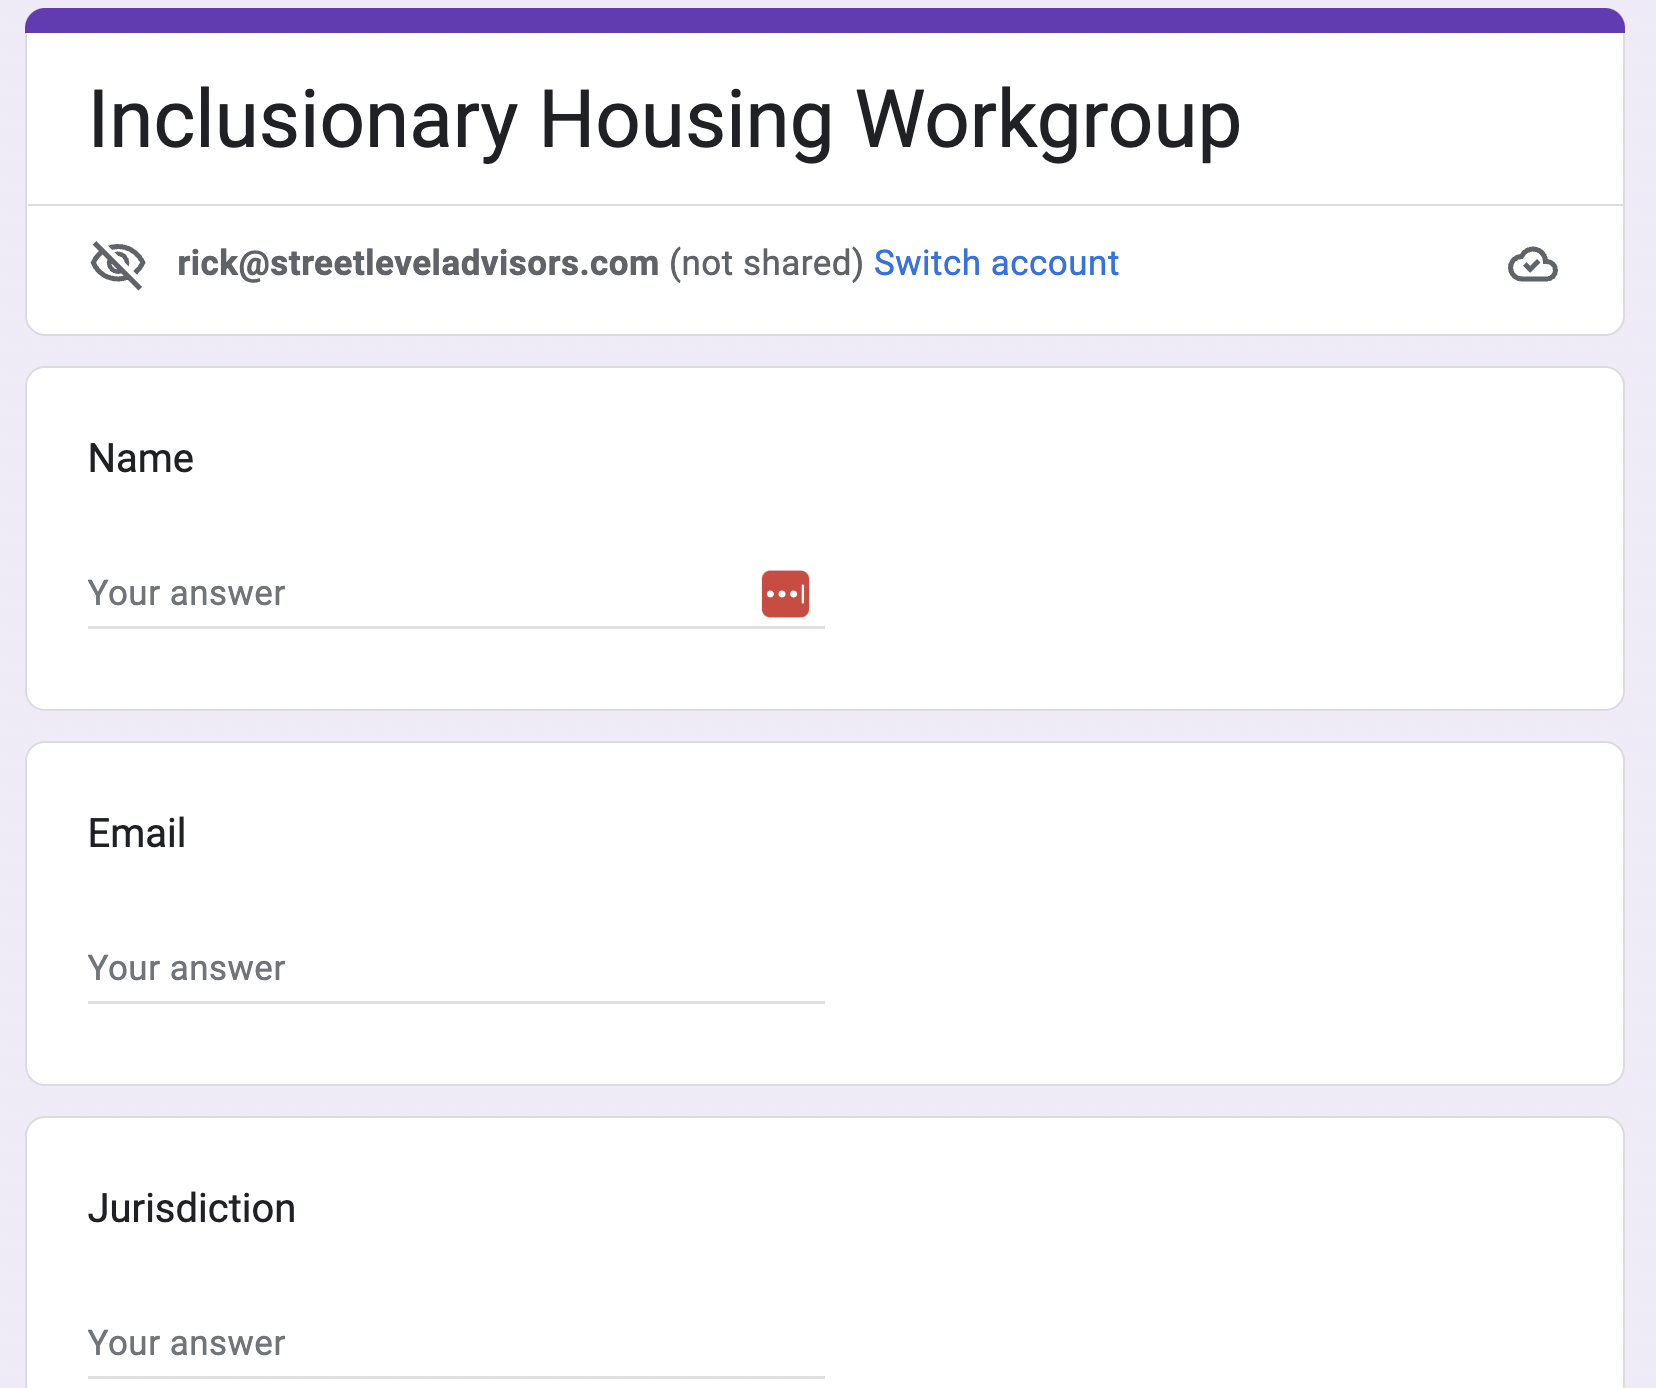 Inclusionary Housing Workgroup
rick@streetleveladvisors.com (not shared) Switch account
Name
Your answer
Email
Your answer
Jurisdiction
Your answer